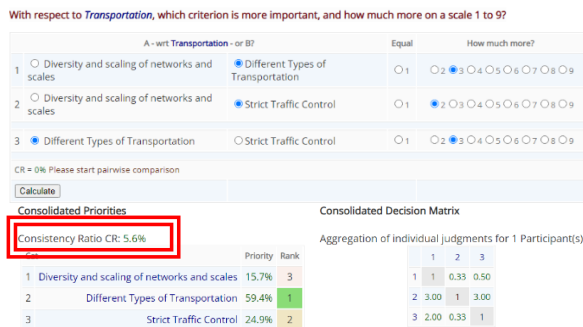 With respect to Transportation, which criterion is more important, and how much more on a scale 1 to 9?
A - wrt Transportation - or B? Equal How much more?
1 Diversity and scaling of networks and scales Different Types of Transportation 1 2 3 4 5 6 7 8 9
2 Diversity and scaling of networks and scales Strict Traffic Control 1 2 3 4 5 6 7 8 9
3 Different Types of Transportation Strict Traffic Control 1 2 3 4 5 6 7 8 9
CR = 0% Please start pairwise comparison
Calculate
Consolidated Priorities Consolidated Decision Matrix
Consistency Ratio CR: 5.6% Aggregation of individual judgments for 1 Participant(s)
Cat Priority Rank 1 2 3
1 Diversity and scaling of networks and scales 15.7% 3 1 1 0.33 0.50
2 Different Types of Transportation 59.4% 1 2 3.00 1 3.00
3 Strict Traffic Control 24.9% 2 3 2.00 0.33 1